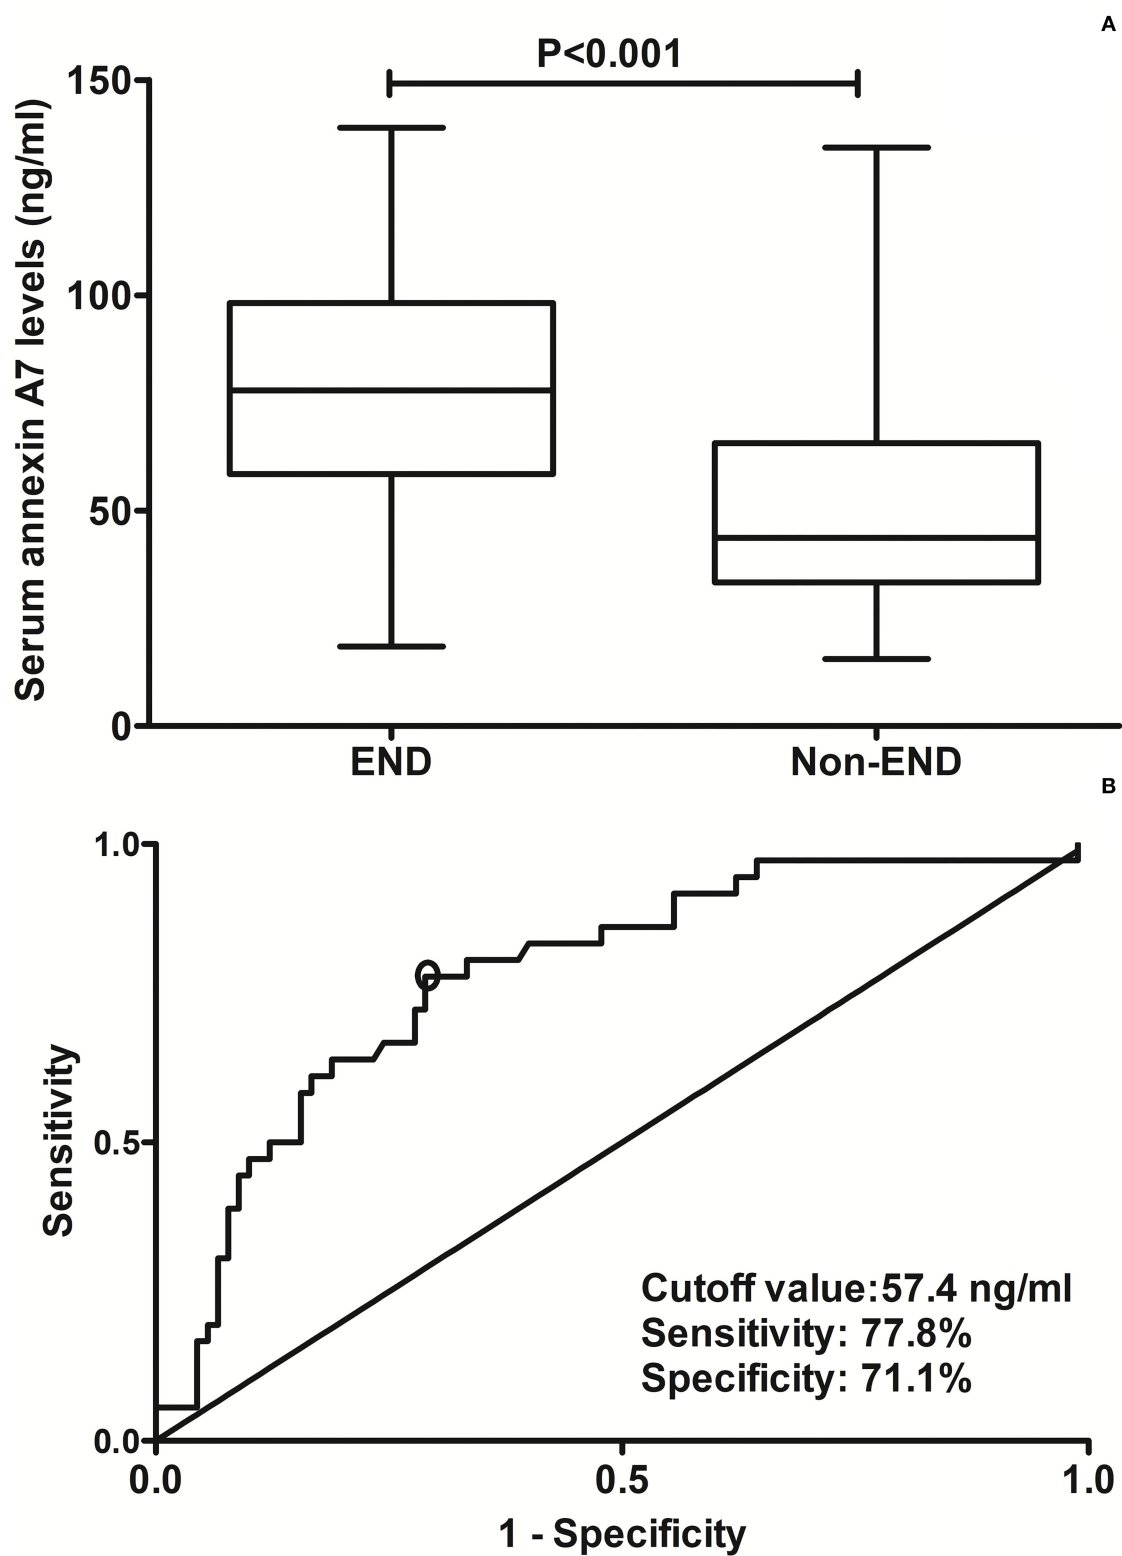 A
P<0.001
150
100
50
0
Serum annexin A7 levels (ng/ml)
END
Non-END
B
1.0
0.5
0.0
Sensitivity
Cutoff value:57.4 ng/ml
Sensitivity: 77.8%
Specificity: 71.1%
0.0
0.5
1.0
1 - Specificity